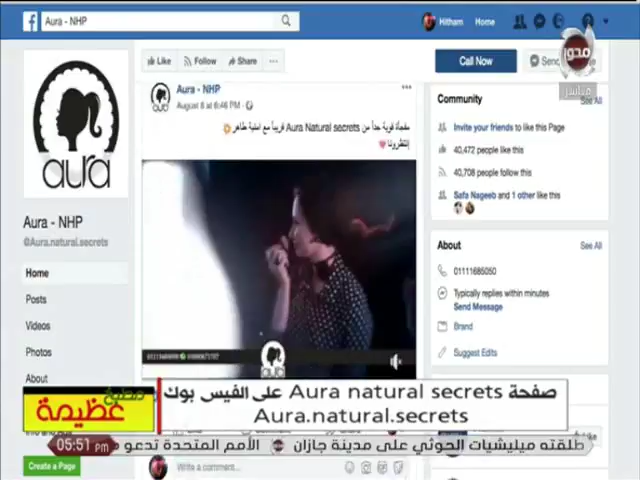 Aura - NHP
Hitham
Home
Like
Follow
Share
Call Now
محور
مباشر
See All
aura
Aura - NHP
August 8 at 6:46 PM
مفجأة قوية جداً من Aura Natural secrets قريباً مع امنية طاهر
إنتظرونا
Community
Invite your friends to like this Page
40,472 people like this
40,708 people follow this
Safa Nageeb and 1 other like this
Aura - NHP
@Aura.natural.secrets
Home
Posts
Videos
Photos
About
About
See All
01111685050
Typically replies within minutes
Send Message
Brand
Suggest Edits
مطبخ
عظيمة
صفحة Aura natural secrets على الفيس بوك
Aura.natural.secrets
05:51 pm
طلقته ميليشيات الحوثي على مدينة جازان
الأمم المتحدة تدعو
Create a Page
Write a comment...